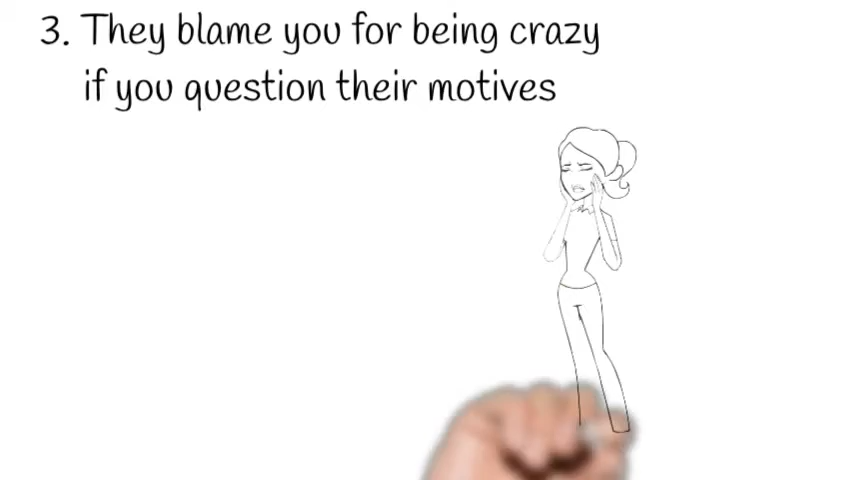 3. They blame you for being crazy
if you question their motives